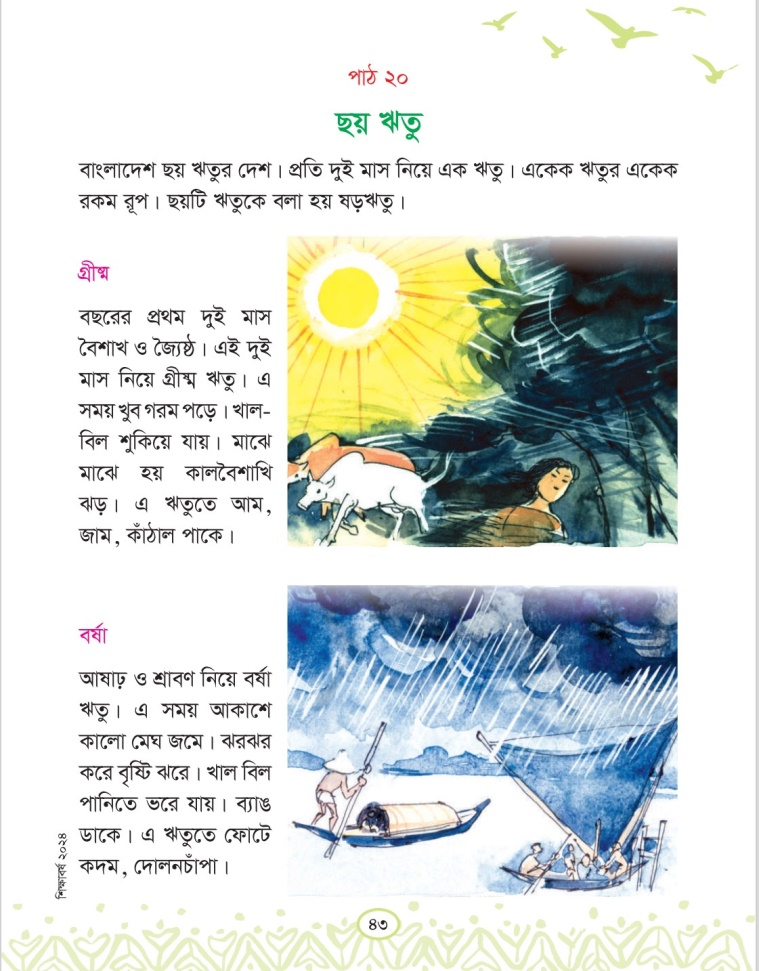 পাঠ ২০
ছয় ঋতু
বাংলাদেশ ছয় ঋতুর দেশ। প্রতি দুই মাস নিয়ে এক ঋতু। একেক ঋতুর একেক
রকম রূপ। ছয়টি ঋতুকে বলা হয় ষড়ঋতু।
গ্রীষ্ম
বছরের প্রথম দুই মাস
বৈশাখ ও জ্যৈষ্ঠ। এই দুই
মাস নিয়ে গ্রীষ্ম ঋতু। এ
সময় খুব গরম পড়ে। খাল-
বিল শুকিয়ে যায়। মাঝে
মাঝে হয় কালবৈশাখি
ঝড়। এ ঋতুতে আম,
জাম, কাঁঠাল পাকে।
বর্ষা
আষাঢ় ও শ্রাবণ নিয়ে বর্ষা
ঋতু। এ সময় আকাশে
কালো মেঘ জমে। ঝরঝর
করে বৃষ্টি ঝরে। খাল বিল
পানিতে ভরে যায়। ব্যাঙ
ডাকে। এ ঋতুতে ফোটে
কদম, দোলনচাঁপা।
শিক্ষাবর্ষ ২০২৪
৪৩